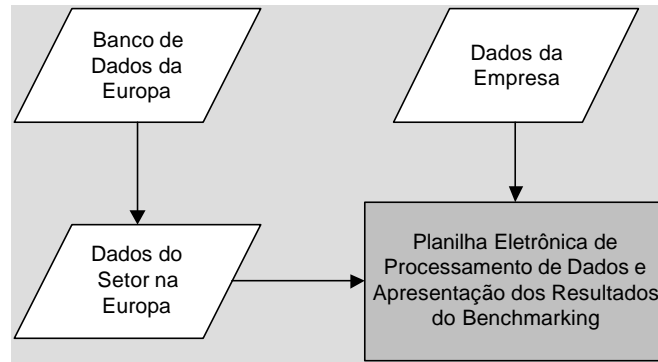 Banco de
Dados da
Europa
Dados da
Empresa
Dados do
Setor na
Europa
Planilha Eletrônica de
Processamento de Dados e
Apresentação dos Resultados
do Benchmarking